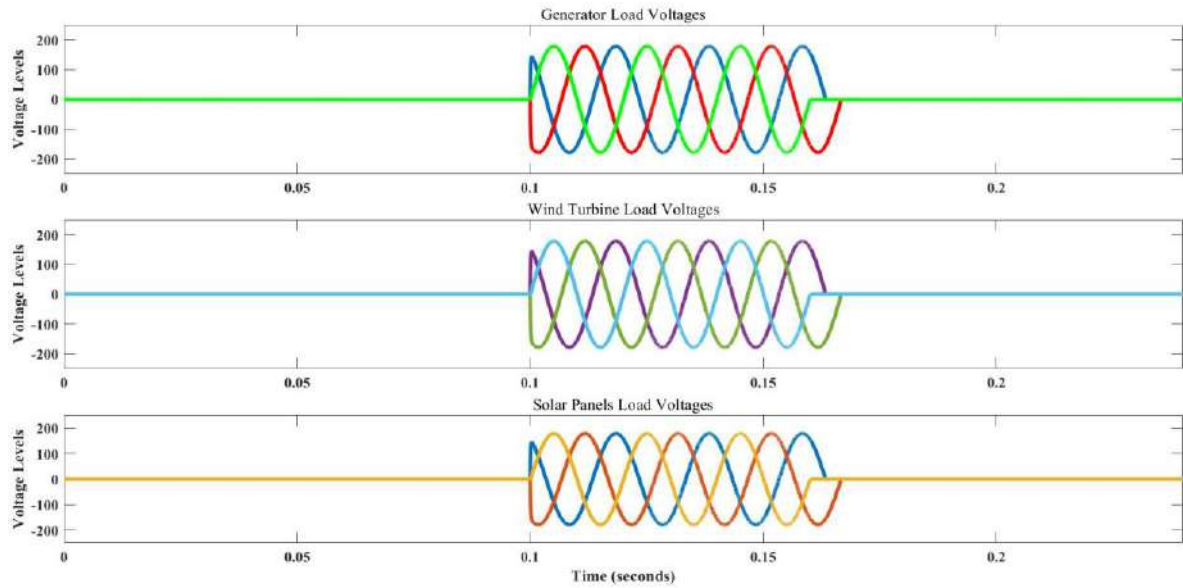 Generator Load Voltages
Voltage Levels
200
100
0
-100
-200
0 0.05 0.1 0.15 0.2
Wind Turbine Load Voltages
Voltage Levels
200
100
0
-100
-200
0 0.05 0.1 0.15 0.2
Solar Panels Load Voltages
Voltage Levels
200
100
0
-100
-200
0 0.05 0.1 0.15 0.2
Time (seconds)